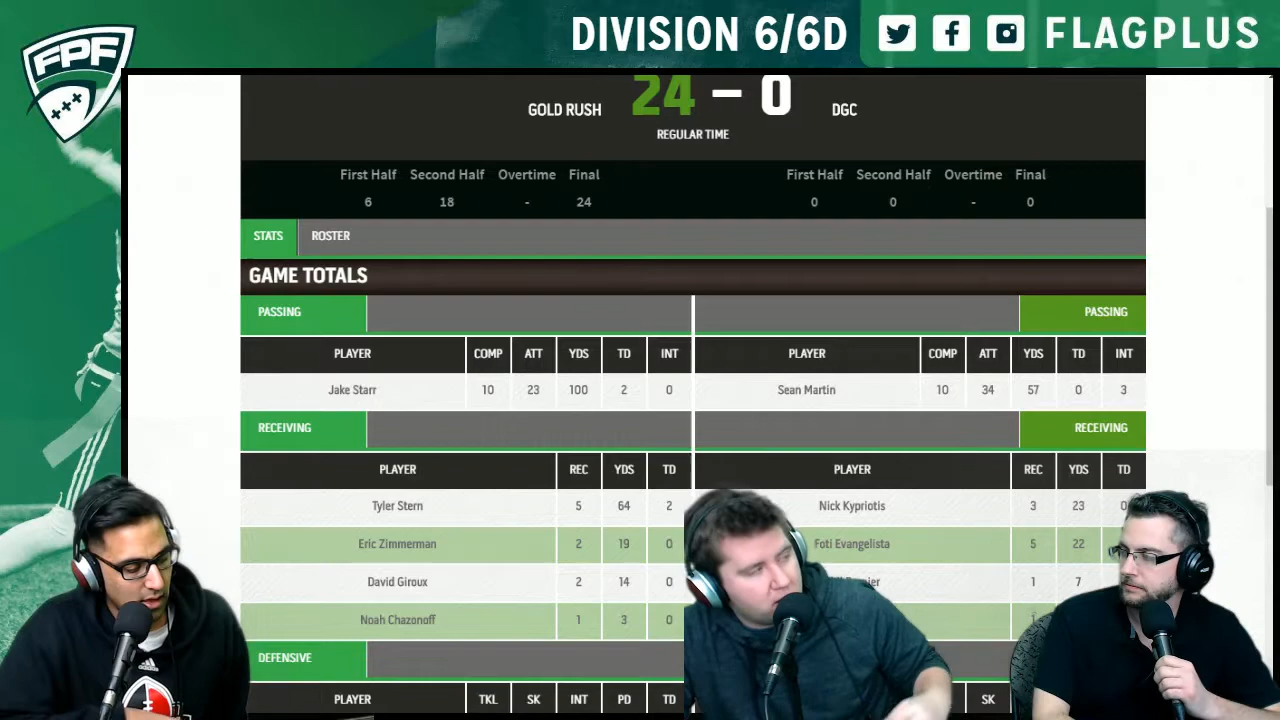 DIVISION 6/6D FLAGPLUS
FPF
GOLD RUSH 24 – 0 DGC
REGULAR TIME
First Half Second Half Overtime Final First Half Second Half Overtime Final
6 18 - 24 0 0 - 0
STATS ROSTER
GAME TOTALS
PASSING PASSING
PLAYER COMP ATT YDS TD INT PLAYER COMP ATT YDS TD INT
Jake Starr 10 23 100 2 0 Sean Martin 10 34 57 0 3
RECEIVING RECEIVING
PLAYER REC YDS TD PLAYER REC YDS TD
Tyler Stern 5 64 2 Nick Kypriotis 3 23 0
Eric Zimmerman 2 19 0 Foti Evangelista 5 22
David Giroux 2 14 0 1 7
Noah Chazonoff 1 3 0
DEFENSIVE
PLAYER TKL SK INT PD TD SK
adidas